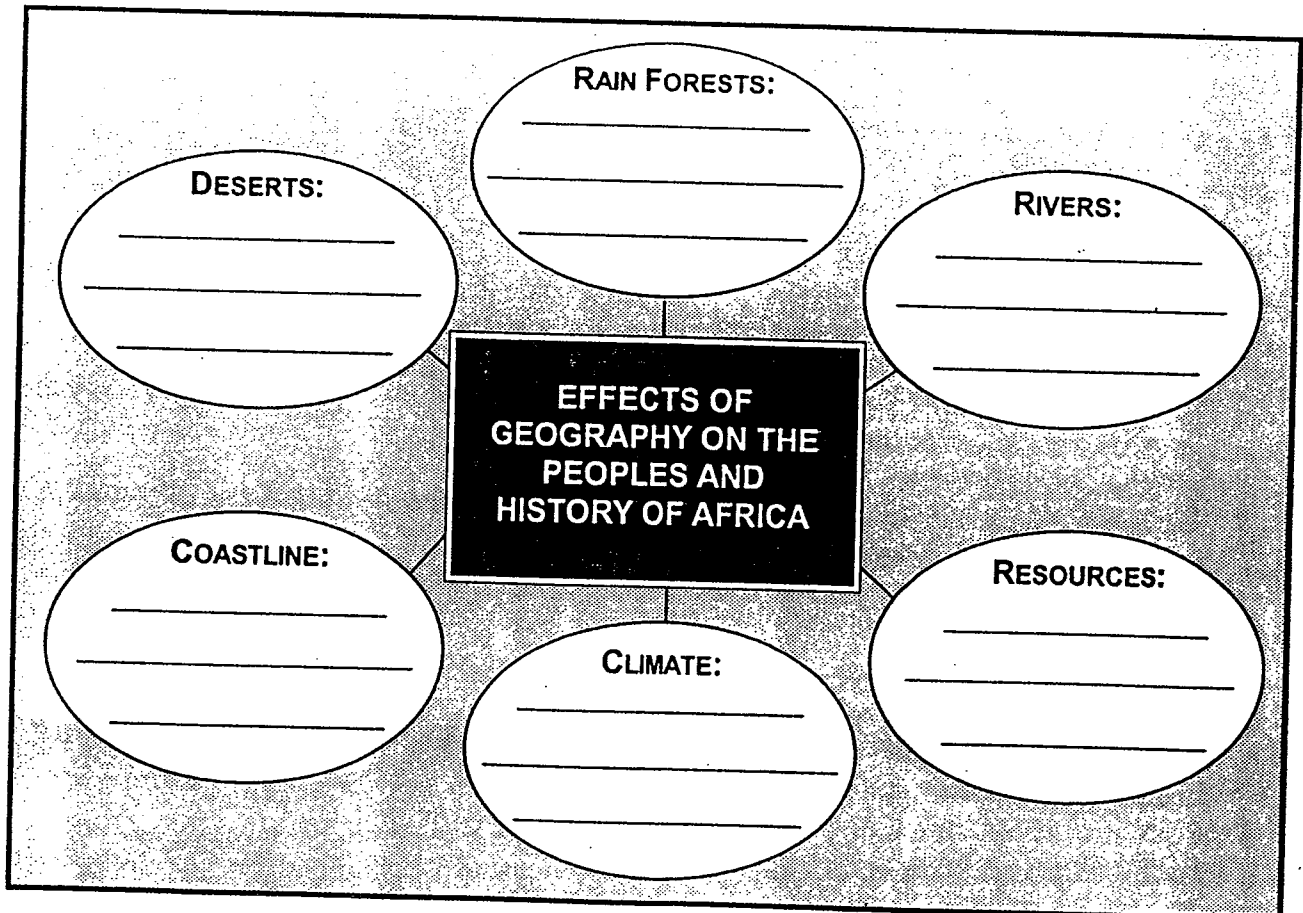 RAIN FORESTS:
DESERTS:
RIVERS:
EFFECTS OF
GEOGRAPHY ON THE
PEOPLES AND
HISTORY OF AFRICA
COASTLINE:
RESOURCES:
CLIMATE: